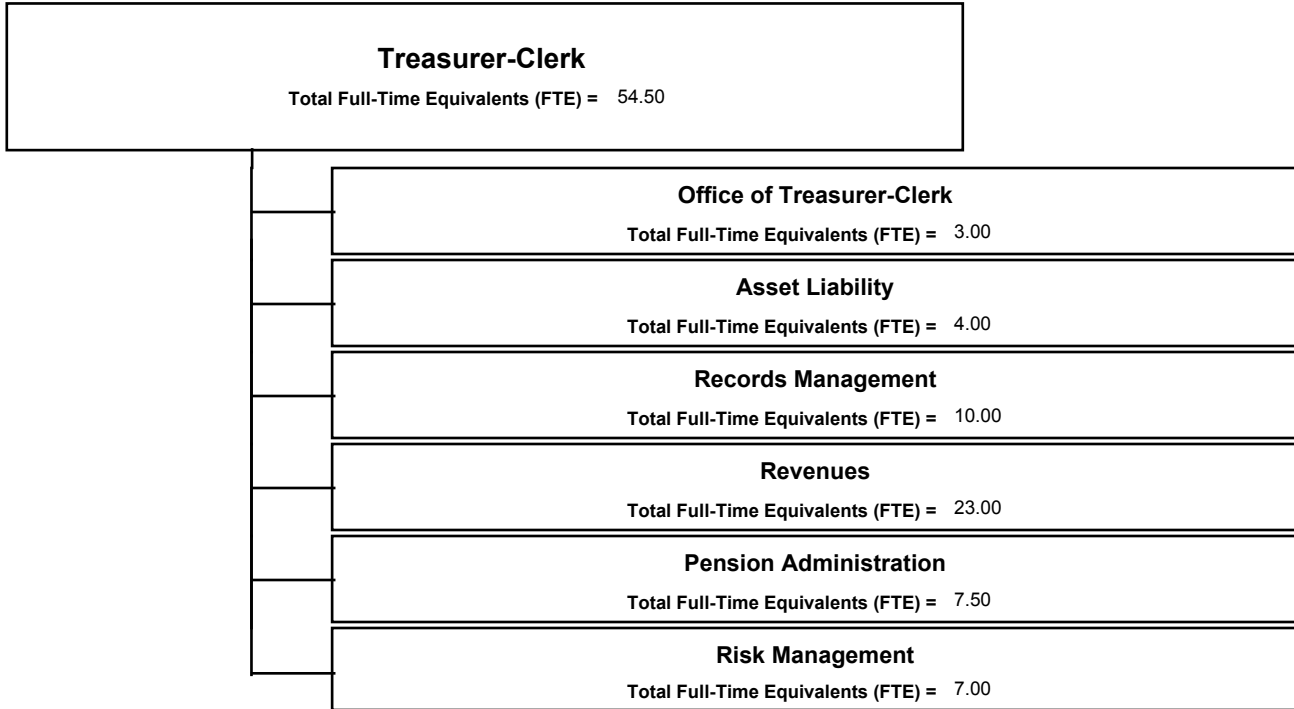 Treasurer-Clerk
Total Full-Time Equivalents (FTE) = 54.50
Office of Treasurer-Clerk
Total Full-Time Equivalents (FTE) = 3.00
Asset Liability
Total Full-Time Equivalents (FTE) = 4.00
Records Management
Total Full-Time Equivalents (FTE) = 10.00
Revenues
Total Full-Time Equivalents (FTE) = 23.00
Pension Administration
Total Full-Time Equivalents (FTE) = 7.50
Risk Management
Total Full-Time Equivalents (FTE) = 7.00